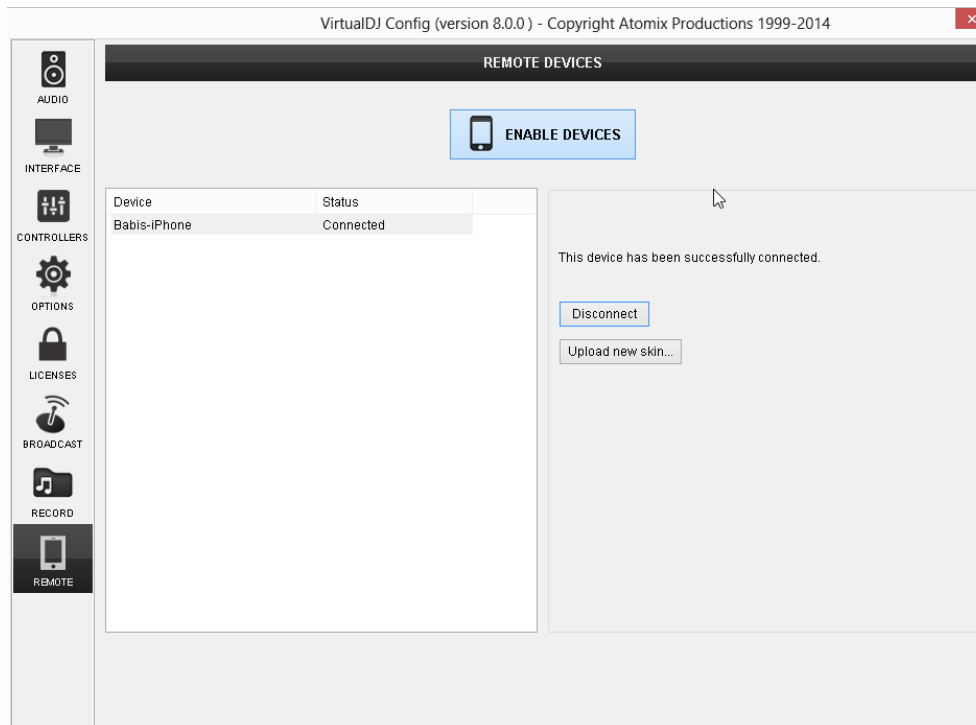 VirtualDJ Config (version 8.0.0 ) - Copyright Atomix Productions 1999-2014
AUDIO
INTERFACE
CONTROLLERS
OPTIONS
LICENSES
BROADCAST
RECORD
REMOTE
REMOTE DEVICES
ENABLE DEVICES
Device Status
Babis-iPhone Connected
This device has been successfully connected.
Disconnect
Upload new skin...